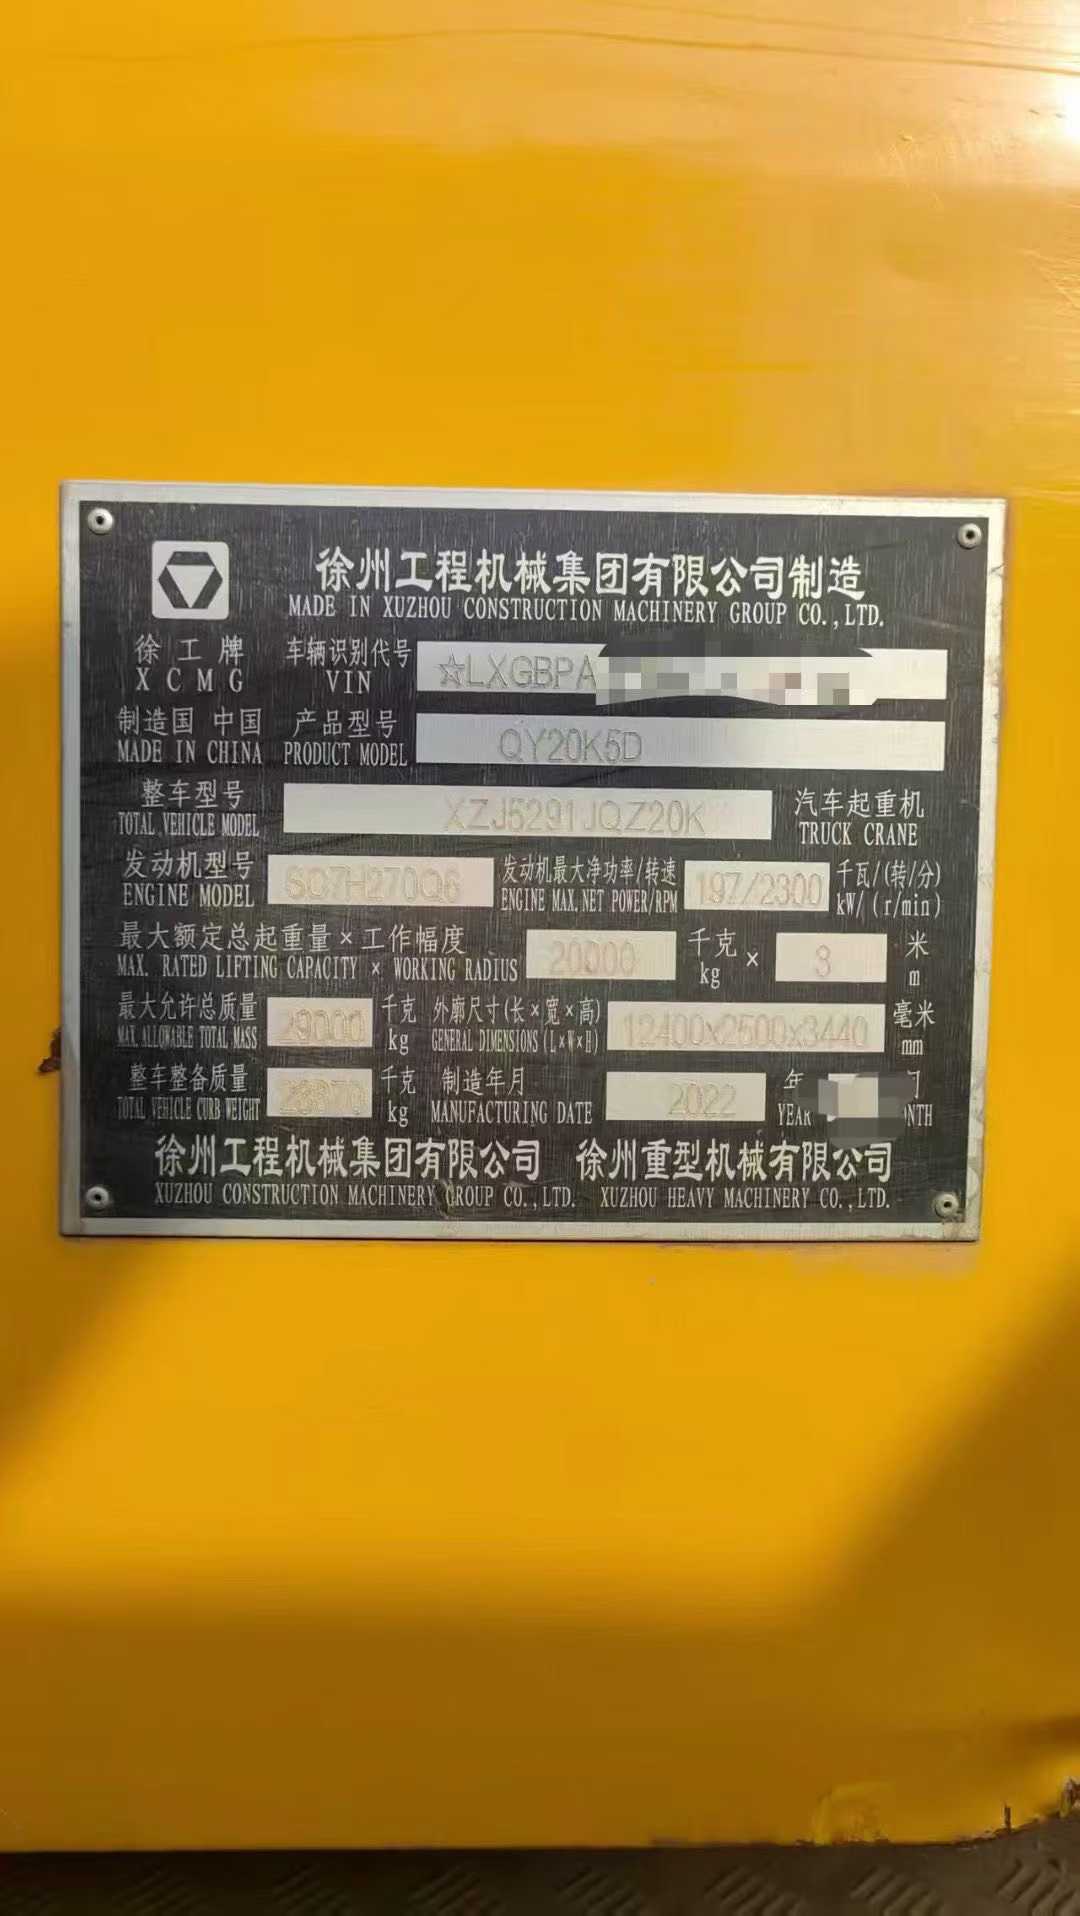 徐州工程机械集团有限公司制造
MADE IN XUZHOU CONSTRUCTION MACHINERY GROUP CO.,LTD.
徐工牌 车辆识别代号 ☆LXGBPA
XCMG VIN
制造国 中国 产品型号 QY20K5D
MADE IN CHINA PRODUCT MODEL
整车型号 XZJ5291JQZ20K 汽车起重机
TOTAL VEHICLE MODEL TRUCK CRANE
发动机型号 SC7H270Q6 发动机最大净功率/转速 197/2300 千瓦/(转/分)
ENGINE MODEL ENGINE MAX.NET POWER/RPM kW/(r/min)
最大额定总起重量×工作幅度 20000 千克 × 3 米
MAX. RATED LIFTING CAPACITY × WORKING RADIUS kg m
最大允许总质量 29000 千克 外廓尺寸(长×宽×高) 12400x2500x3440 毫米
MAX ALLOWABLE TOTAL MASS kg GENERAL DIMENSIONS(L×W×H) mm
整车整备质量 千克 制造年月 2022 年
TOTAL VEHICLE CURB WEIGHT kg MANUFACTURING DATE YEAR
徐州工程机械集团有限公司 徐州重型机械有限公司
XUZHOU CONSTRUCTION MACHINERY GROUP CO.,LTD. XUZHOU HEAVY MACHINERY CO.,LTD.